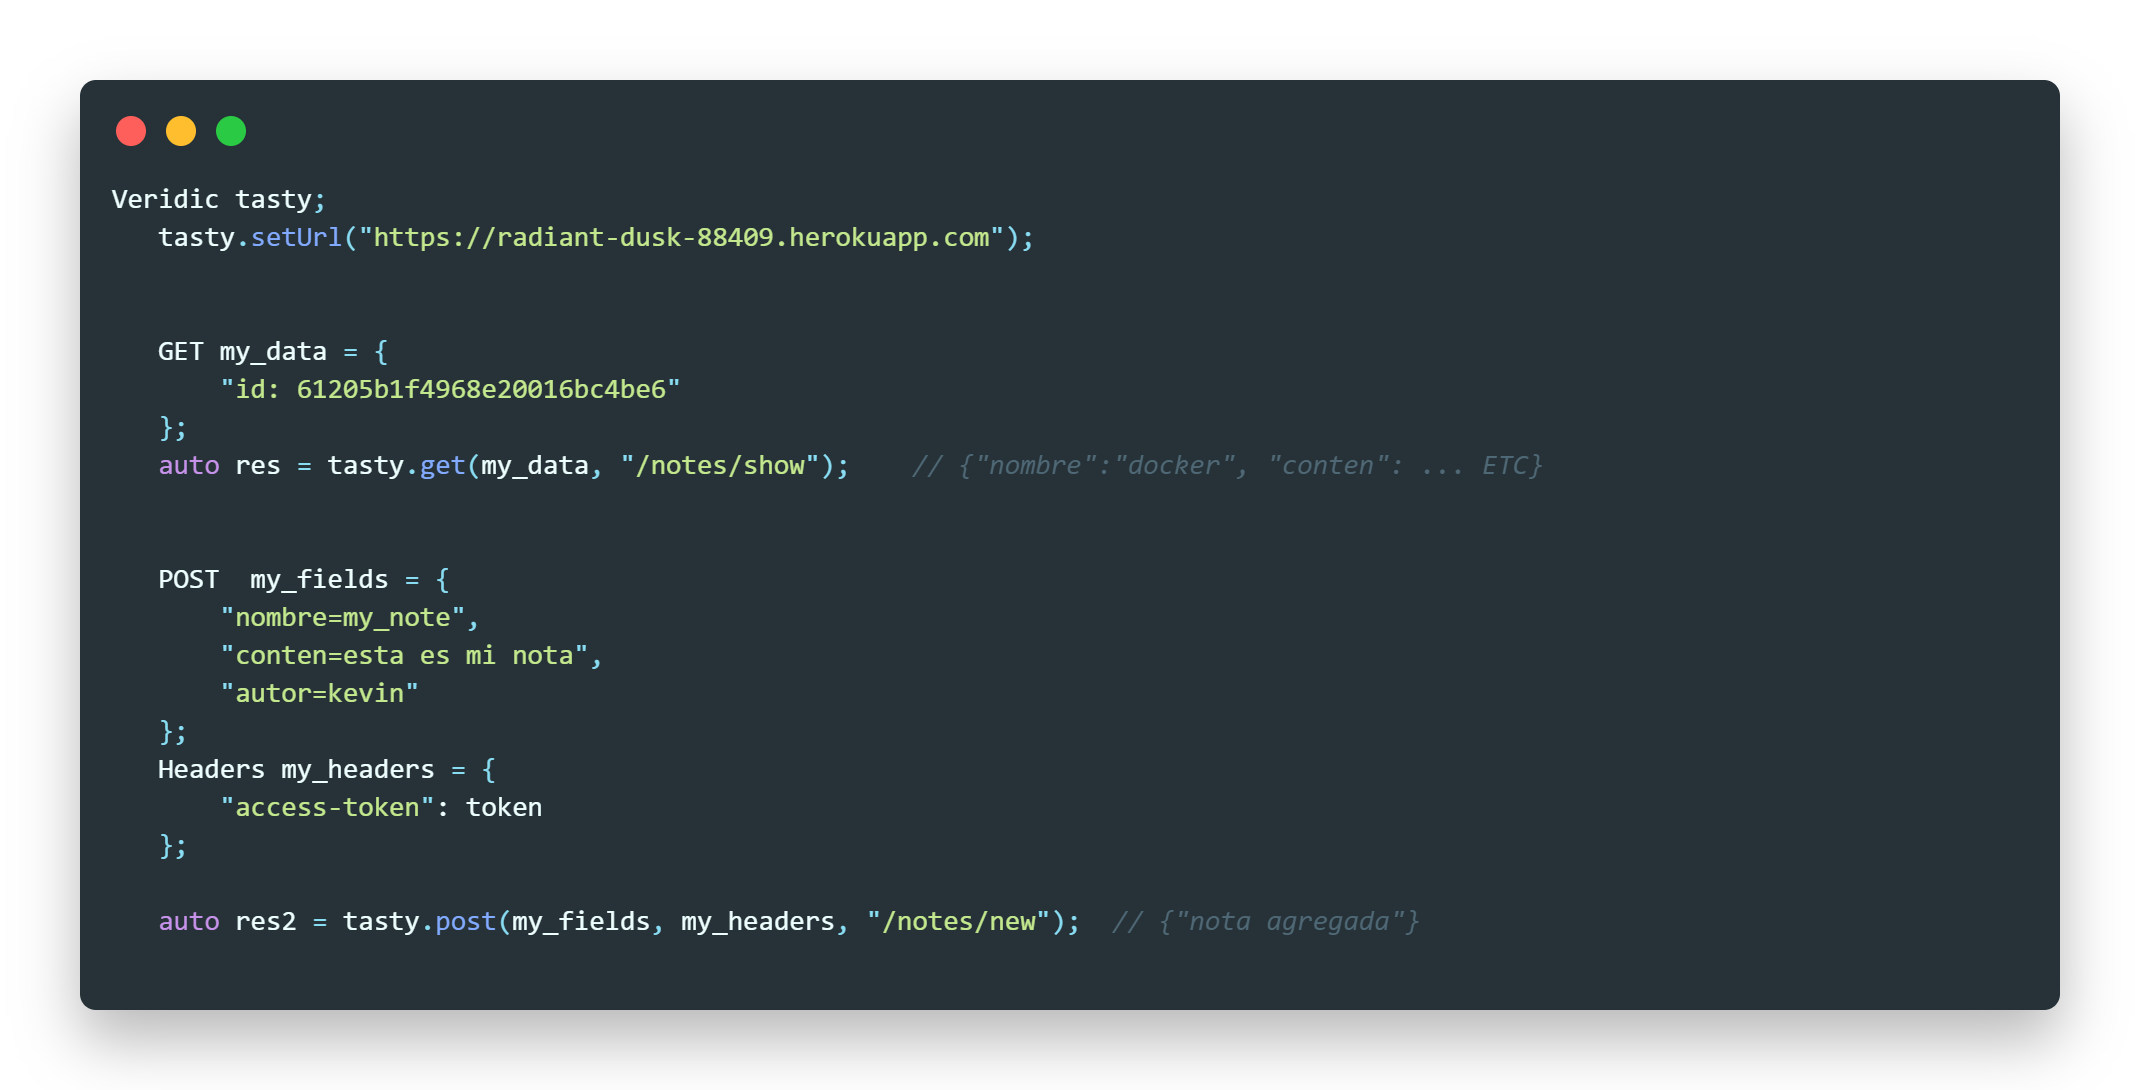 Veridic tasty;
tasty.setUrl("https://radiant-dusk-88409.herokuapp.com");
GET my_data = {
"id: 61205b1f4968e20016bc4be6"
};
auto res = tasty.get(my_data, "/notes/show");    // {"nombre":"docker", "conten": ... ETC}
POST  my_fields = {
"nombre=my_note",
"conten=esta es mi nota",
"autor=kevin"
};
Headers my_headers = {
"access-token": token
};
auto res2 = tasty.post(my_fields, my_headers, "/notes/new");  // {"nota agregada"}